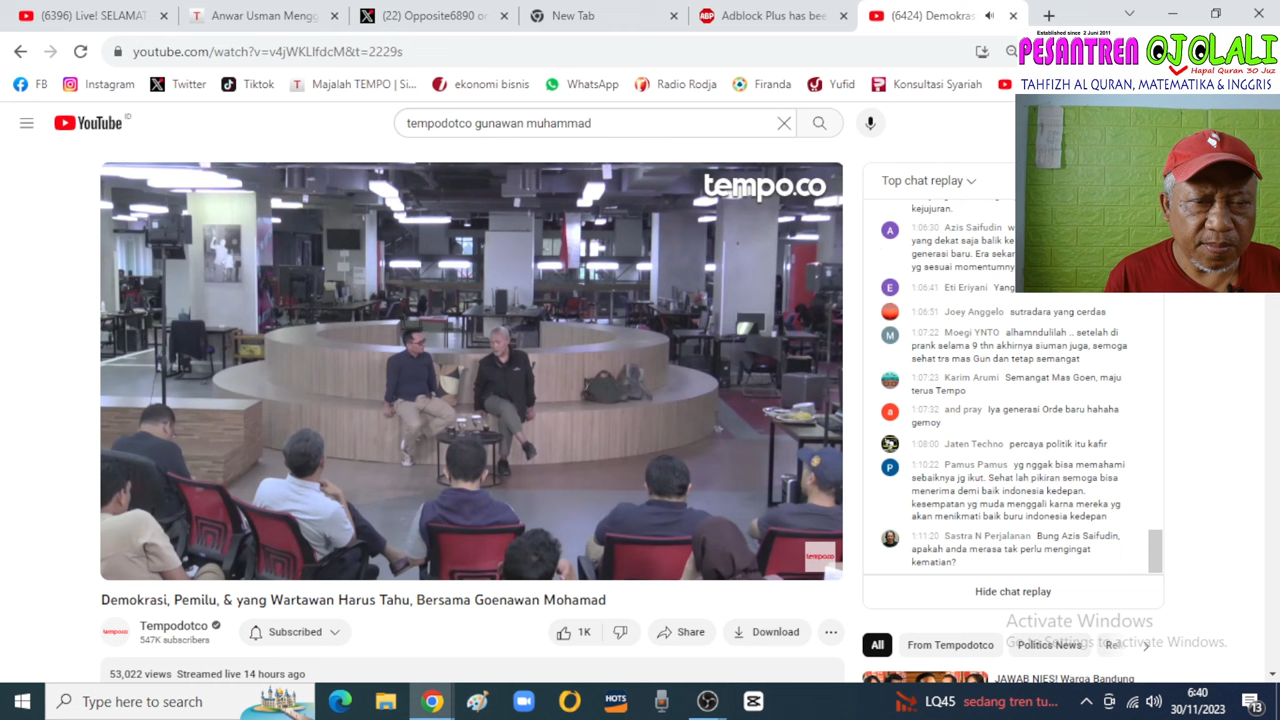 (6396) Live! SELAMAT
Anwar Usman Mengg
(22) Opposite6890 or
New Tab
Adblock Plus has bee
(6424) Demokras
youtube.com/watch?v=v4jWKLIfdcM&t=2229s
Established since 2 Juni 2011
PESANTREN OJOLALI
Hapal Quran 30 Juz
TAHFIZH AL QURAN, MATEMATIKA & INGGRIS
FB
Instagram
Twitter
Tiktok
Majalah TEMPO | Si...
ekonomi bisnis
WhatsApp
Radio Rodja
Firanda
Yufid
Konsultasi Syariah
YouTube ID
tempodotco gunawan muhammad
tempo.co
Top chat replay
kejujuran.
1:06:30 Azis Saifudin
yang dekat saja balik ke
generasi baru. Era sekar
yg sesuai momentumny
1:06:41 Eti Eriyani Yang
1:06:51 Joey Anggelo sutradara yang cerdas
1:07:22 Moegi YNTO alhamndulilah .. setelah di
prank selama 9 thn akhirnya siuman juga, semoga
sehat trs mas Gun dan tetap semangat
1:07:23 Karim Arumi Semangat Mas Goen, maju
terus Tempo
1:07:32 and pray Iya generasi Orde baru hahaha
gemoy
1:08:00 Jaten Techno percaya politik itu kafir
1:10:22 Pamus Pamus yg nggak bisa memahami
sebaiknya jg ikut. Sehat lah pikiran semoga bisa
menerima demi baik indonesia kedepan.
kesempatan yg muda menggali karna mereka yg
akan menikmati baik buru indonesia kedepan
1:11:20 Sastra N Perjalanan Bung Azis Saifudin,
apakah anda merasa tak perlu mengingat
kematian?
Hide chat replay
tempo.co
Demokrasi, Pemilu, & yang Wartawan Harus Tahu, Bersama Goenawan Mohamad
Tempodotco
547K subscribers
Subscribed
1K
Share
Download
53,022 views Streamed live 14 hours ago
Activate Windows
Go to Settings to activate Windows.
All
From Tempodotco
Politics News
JAWAB NIES! Warga Bandung
Type here to search
HOTS
LQ45 sedang tren tu...
6:40
30/11/2023
13